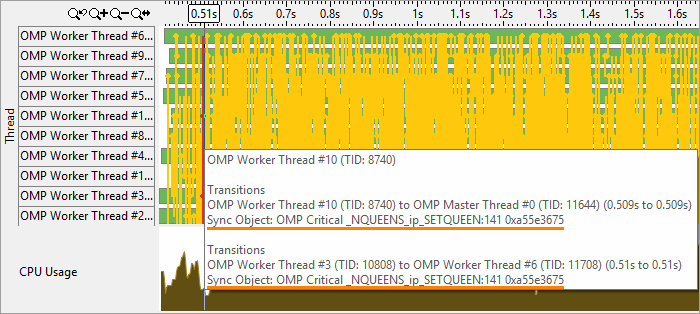 0.51s 0.6s 0.7s 0.8s 0.9s 1s 1.1s 1.2s 1.3s 1.4s 1.5s 1.6s
Thread
OMP Worker Thread #6...
OMP Worker Thread #9...
OMP Worker Thread #7...
OMP Worker Thread #5...
OMP Worker Thread #1...
OMP Worker Thread #8...
OMP Worker Thread #4...
OMP Worker Thread #1...
OMP Worker Thread #3...
OMP Worker Thread #2...
OMP Worker Thread #10 (TID: 8740)
Transitions
OMP Worker Thread #10 (TID: 8740) to OMP Master Thread #0 (TID: 11644) (0.509s to 0.509s)
Sync Object: OMP Critical _NQUEENS_ip_SETQUEEN:141 0xa55e3675
Transitions
OMP Worker Thread #3 (TID: 10808) to OMP Worker Thread #6 (TID: 11708) (0.51s to 0.51s)
Sync Object: OMP Critical _NQUEENS_ip_SETQUEEN:141 0xa55e3675
CPU Usage